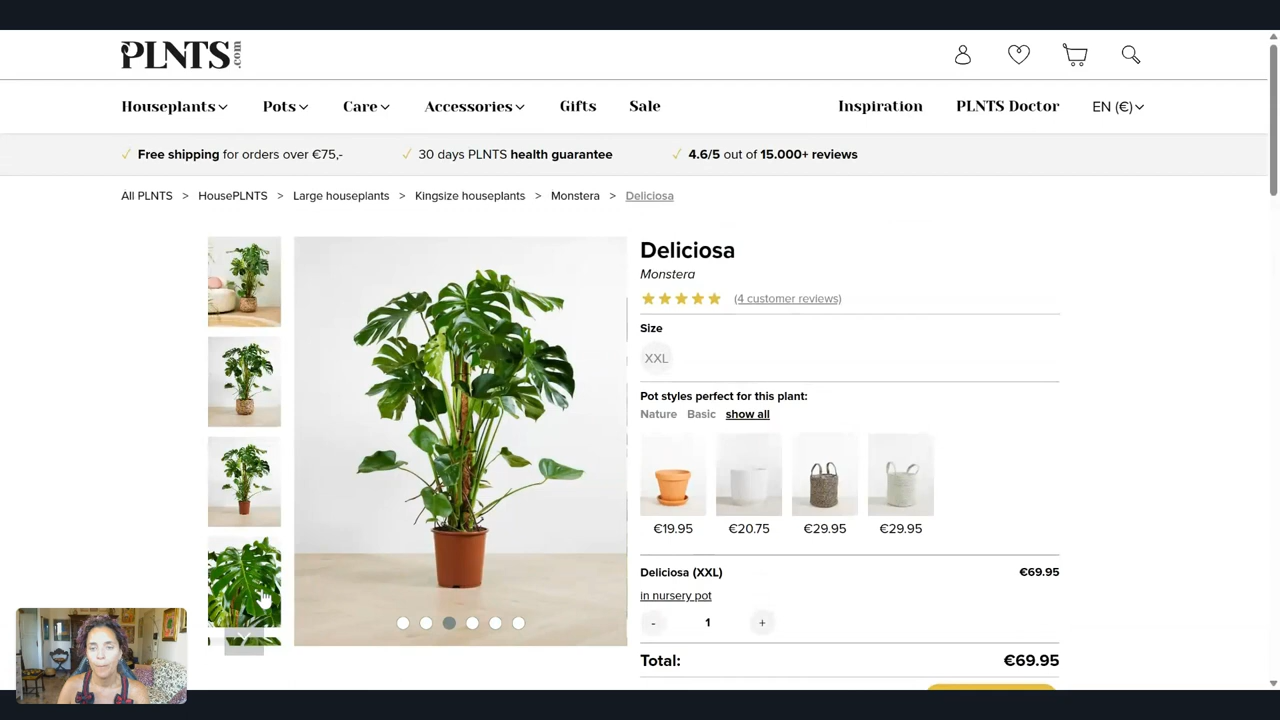 PLNTS.com
Houseplants Pots Care Accessories Gifts Sale Inspiration PLNTS Doctor EN (€)
✓ Free shipping for orders over €75,- ✓ 30 days PLNTS health guarantee ✓ 4.6/5 out of 15.000+ reviews
All PLNTS > HousePLNTS > Large houseplants > Kingsize houseplants > Monstera > Deliciosa
Deliciosa
Monstera
(4 customer reviews)
Size
XXL
Pot styles perfect for this plant:
Nature Basic show all
€19.95 €20.75 €29.95 €29.95
Deliciosa (XXL) €69.95
in nursery pot
- 1 +
Total: €69.95